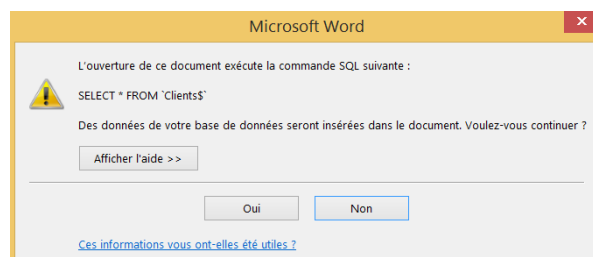 Microsoft Word
L'ouverture de ce document exécute la commande SQL suivante :
SELECT * FROM `Clients$`
Des données de votre base de données seront insérées dans le document. Voulez-vous continuer ?
Afficher l'aide >>
Oui
Non
Ces informations vous ont-elles été utiles ?